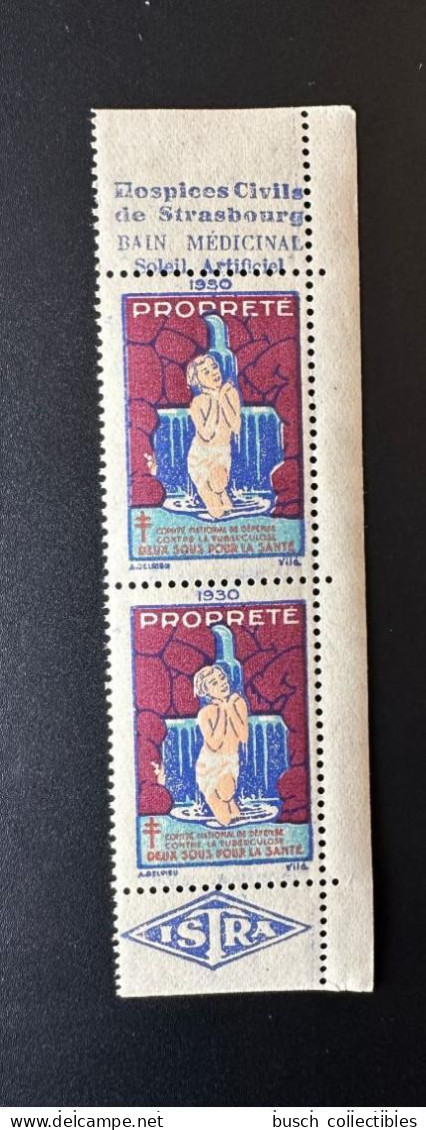 Hospices Civils
de Strasbourg
BAIN MÉDICINAL
Soleil Artificiel
1930
PROPRETÉ
COMITÉ NATIONAL DE DÉFENSE
CONTRE LA TUBERCULOSE
DEUX SOUS POUR LA SANTÉ
A.DELRIEU Vila.
1930
PROPRETÉ
COMITÉ NATIONAL DE DÉFENSE
CONTRE LA TUBERCULOSE
DEUX SOUS POUR LA SANTÉ
A.DELRIEU Vila.
ISTRA
delcampe.net
busch collectibles